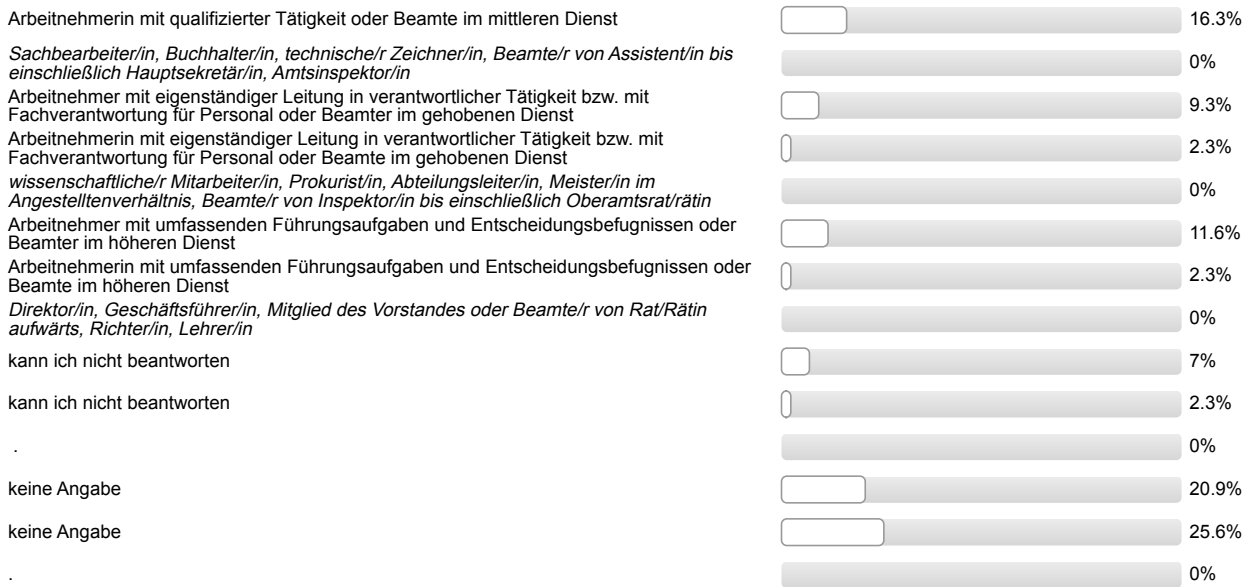 Arbeitnehmerin mit qualifizierter Tätigkeit oder Beamte im mittleren Dienst 16.3%
Sachbearbeiter/in, Buchhalter/in, technische/r Zeichner/in, Beamte/r von Assistent/in bis
einschließlich Hauptsekretär/in, Amtsinspektor/in 0%
Arbeitnehmer mit eigenständiger Leitung in verantwortlicher Tätigkeit bzw. mit
Fachverantwortung für Personal oder Beamter im gehobenen Dienst 9.3%
Arbeitnehmerin mit eigenständiger Leitung in verantwortlicher Tätigkeit bzw. mit
Fachverantwortung für Personal oder Beamte im gehobenen Dienst 2.3%
wissenschaftliche/r Mitarbeiter/in, Prokurist/in, Abteilungsleiter/in, Meister/in im
Angestelltenverhältnis, Beamte/r von Inspektor/in bis einschließlich Oberamtsrat/rätin 0%
Arbeitnehmer mit umfassenden Führungsaufgaben und Entscheidungsbefugnissen oder
Beamter im höheren Dienst 11.6%
Arbeitnehmerin mit umfassenden Führungsaufgaben und Entscheidungsbefugnissen oder
Beamte im höheren Dienst 2.3%
Direktor/in, Geschäftsführer/in, Mitglied des Vorstandes oder Beamte/r von Rat/Rätin
aufwärts, Richter/in, Lehrer/in 0%
kann ich nicht beantworten 7%
kann ich nicht beantworten 2.3%
. 0%
keine Angabe 20.9%
keine Angabe 25.6%
. 0%